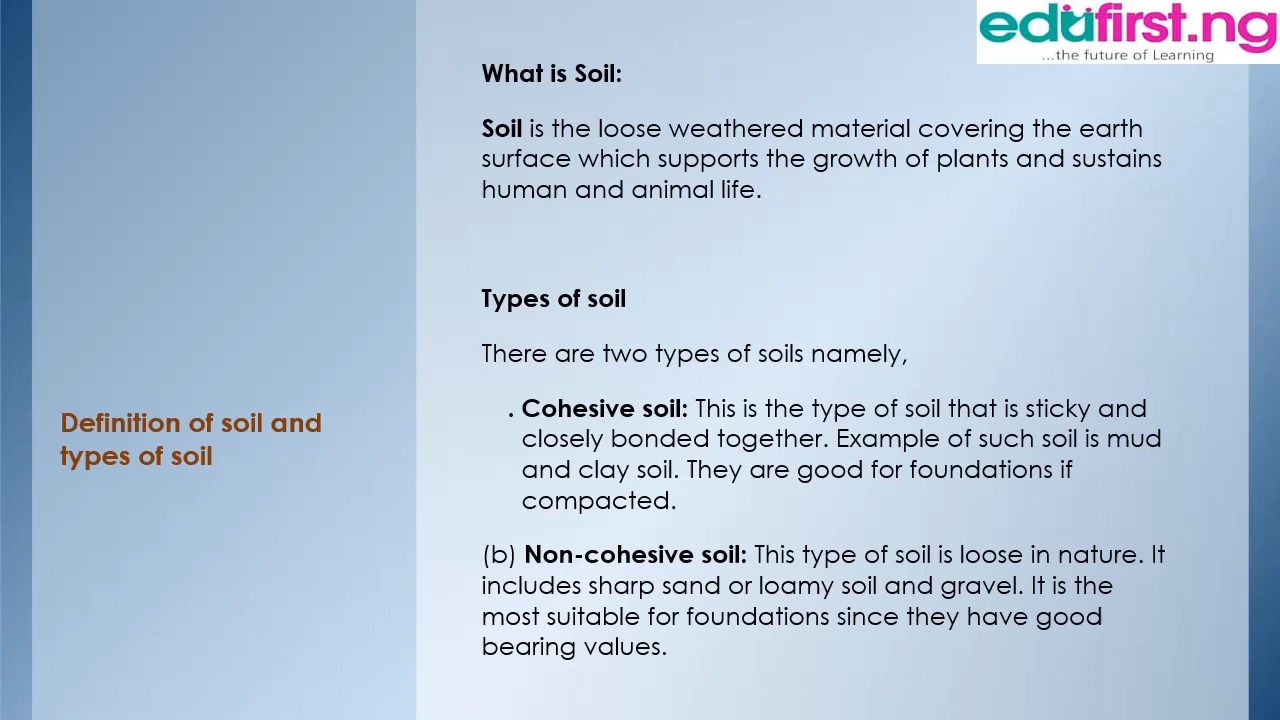 edufirst.ng
...the future of Learning
What is Soil:
Soil is the loose weathered material covering the earth
surface which supports the growth of plants and sustains
human and animal life.
Types of soil
There are two types of soils namely,
. Cohesive soil: This is the type of soil that is sticky and
closely bonded together. Example of such soil is mud
and clay soil. They are good for foundations if
compacted.
(b) Non-cohesive soil: This type of soil is loose in nature. It
includes sharp sand or loamy soil and gravel. It is the
most suitable for foundations since they have good
bearing values.
Definition of soil and
types of soil